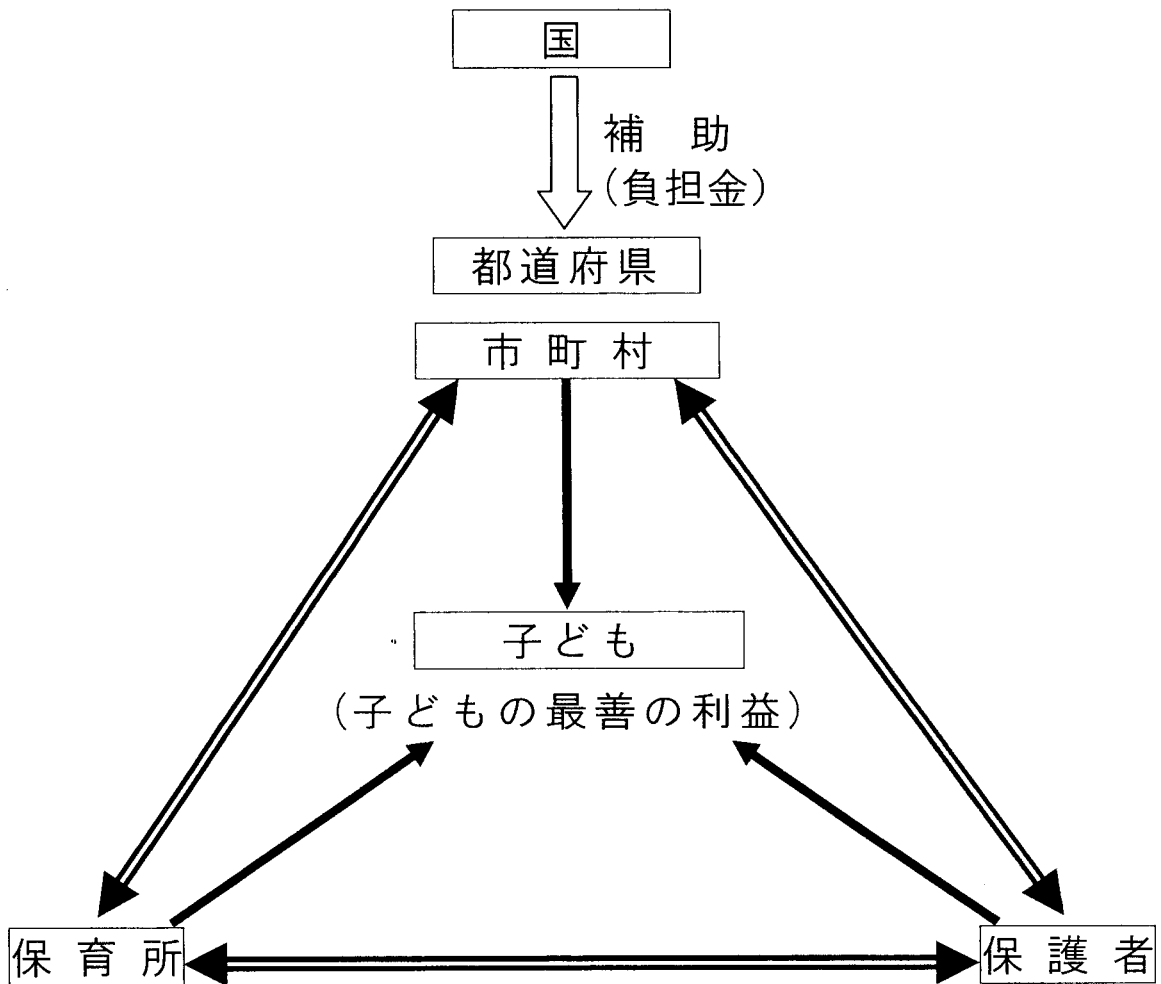 国
補助
(負担金)
都道府県
市町村
子ども
(子どもの最善の利益)
保育所
保護者